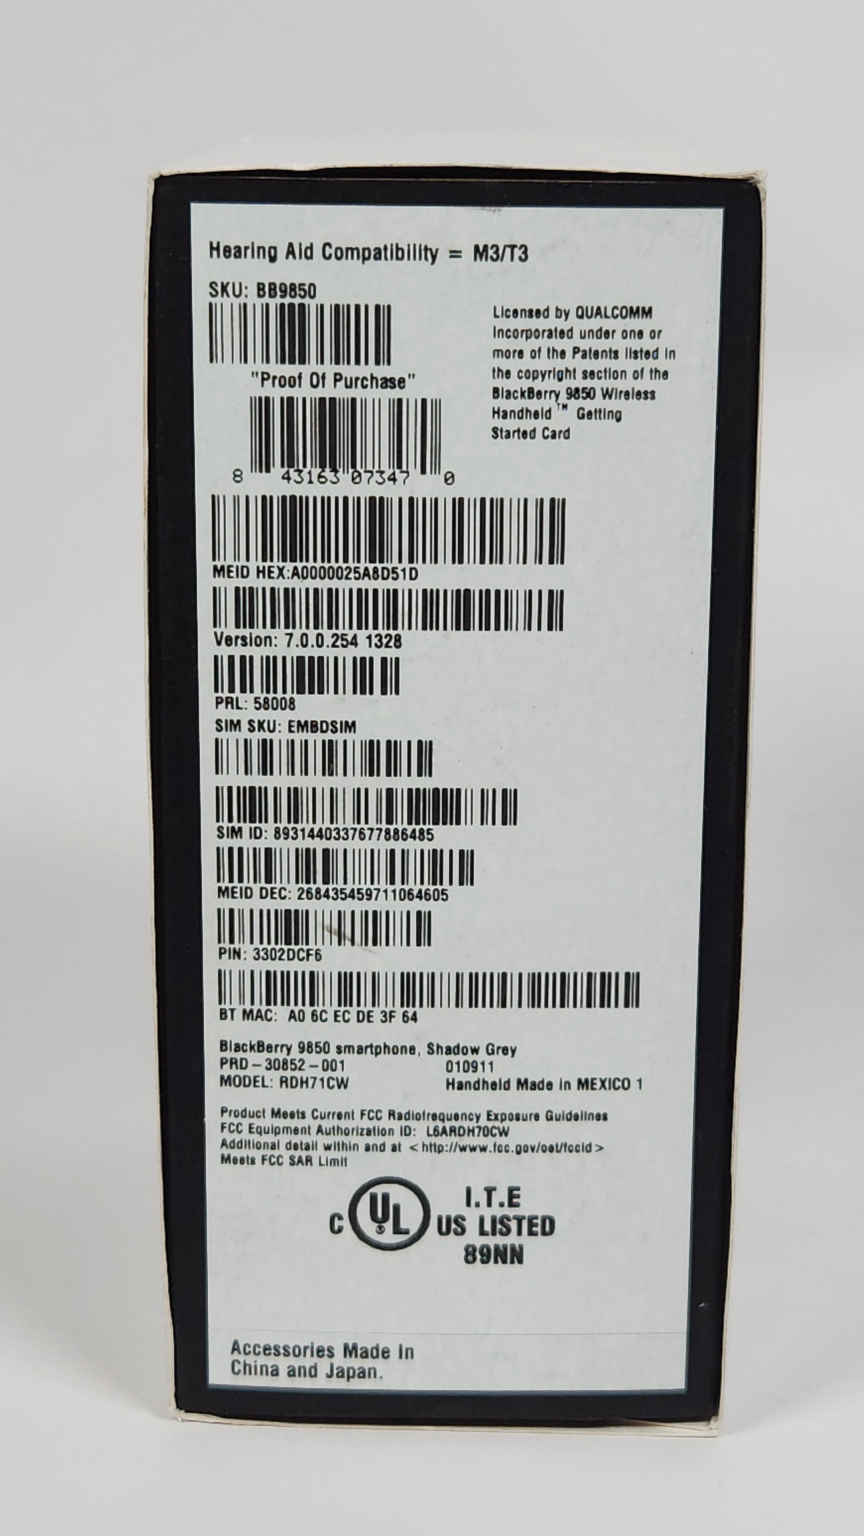 Hearing Aid Compatibility = M3/T3
SKU: BB9850
"Proof Of Purchase"
8 43163 07347 0
Licensed by QUALCOMM
Incorporated under one or
more of the Patents listed in
the copyright section of the
BlackBerry 9850 Wireless
Handheld™ Getting
Started Card
MEID HEX:A0000025A8D51D
Version: 7.0.0.254 1328
PRL: 58008
SIM SKU: EMBDSIM
SIM ID: 8931440337677886485
MEID DEC: 268435459711064605
PIN: 3302DCF6
BT MAC: A0 6C EC DE 3F 64
BlackBerry 9850 smartphone, Shadow Grey
PRD-30852-001 010911
MODEL: RDH71CW Handheld Made in MEXICO 1
Product Meets Current FCC Radiofrequency Exposure Guidelines
FCC Equipment Authorization ID: L6ARDH70CW
Additional detail within and at <http://www.fcc.gov/oet/fccid>
Meets FCC SAR Limit
C UL ® US I.T.E
LISTED
89NN
Accessories Made In
China and Japan.